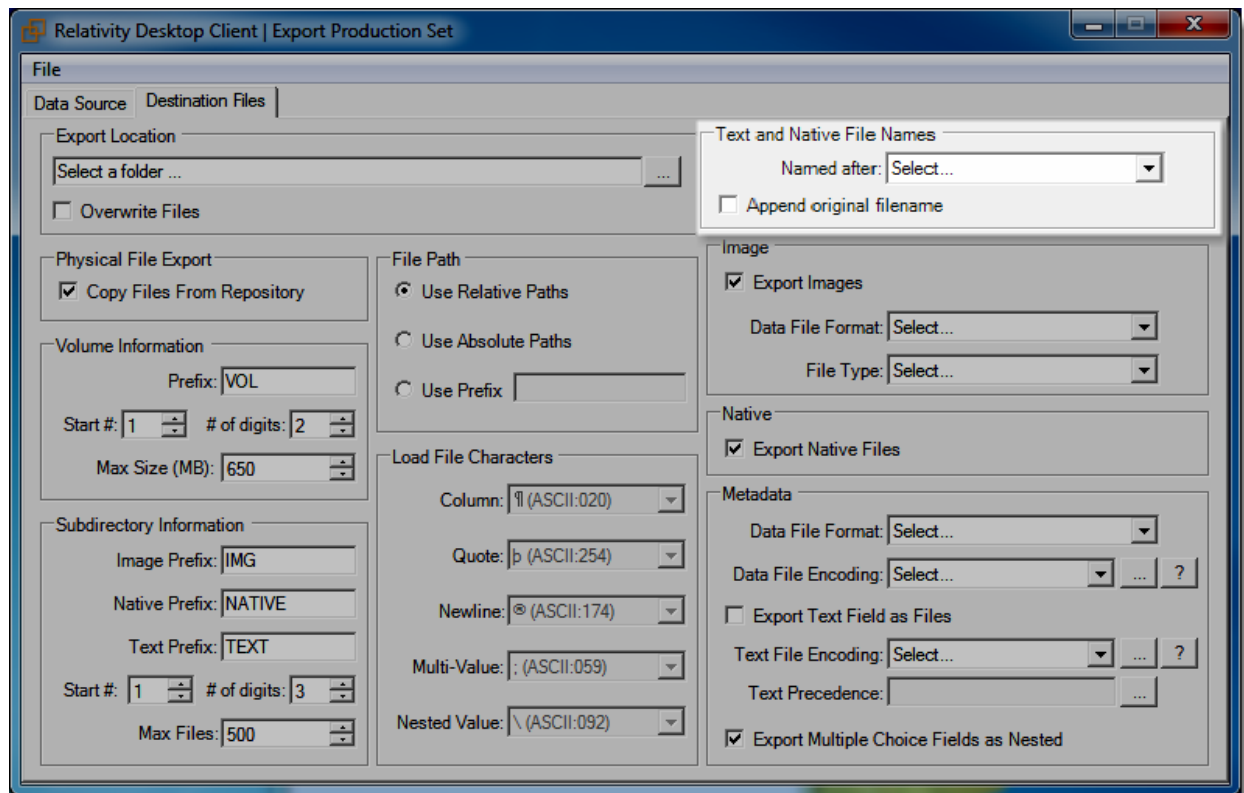 Relativity Desktop Client | Export Production Set
File
Data Source
Destination Files
Export Location
Select a folder ...
...
Overwrite Files
Text and Native File Names
Named after: Select...
Append original filename
Physical File Export
Copy Files From Repository
Volume Information
Prefix: VOL
Start #: 1 # of digits: 2
Max Size (MB): 650
Subdirectory Information
Image Prefix: IMG
Native Prefix: NATIVE
Text Prefix: TEXT
Start #: 1 # of digits: 3
Max Files: 500
File Path
Use Relative Paths
Use Absolute Paths
Use Prefix
Load File Characters
Column: ¶ (ASCII:020)
Quote: þ (ASCII:254)
Newline: ® (ASCII:174)
Multi-Value: ; (ASCII:059)
Nested Value: \ (ASCII:092)
Image
Export Images
Data File Format: Select...
File Type: Select...
Native
Export Native Files
Metadata
Data File Format: Select...
Data File Encoding: Select... ... ?
Export Text Field as Files
Text File Encoding: Select... ... ?
Text Precedence: ...
Export Multiple Choice Fields as Nested